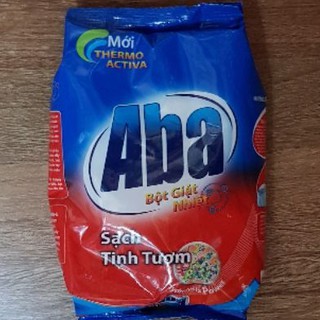 Mới
THERMO
ACTIVA
Aba
Bột Giặt
Nhiệt
Sạch
Tinh Tươm